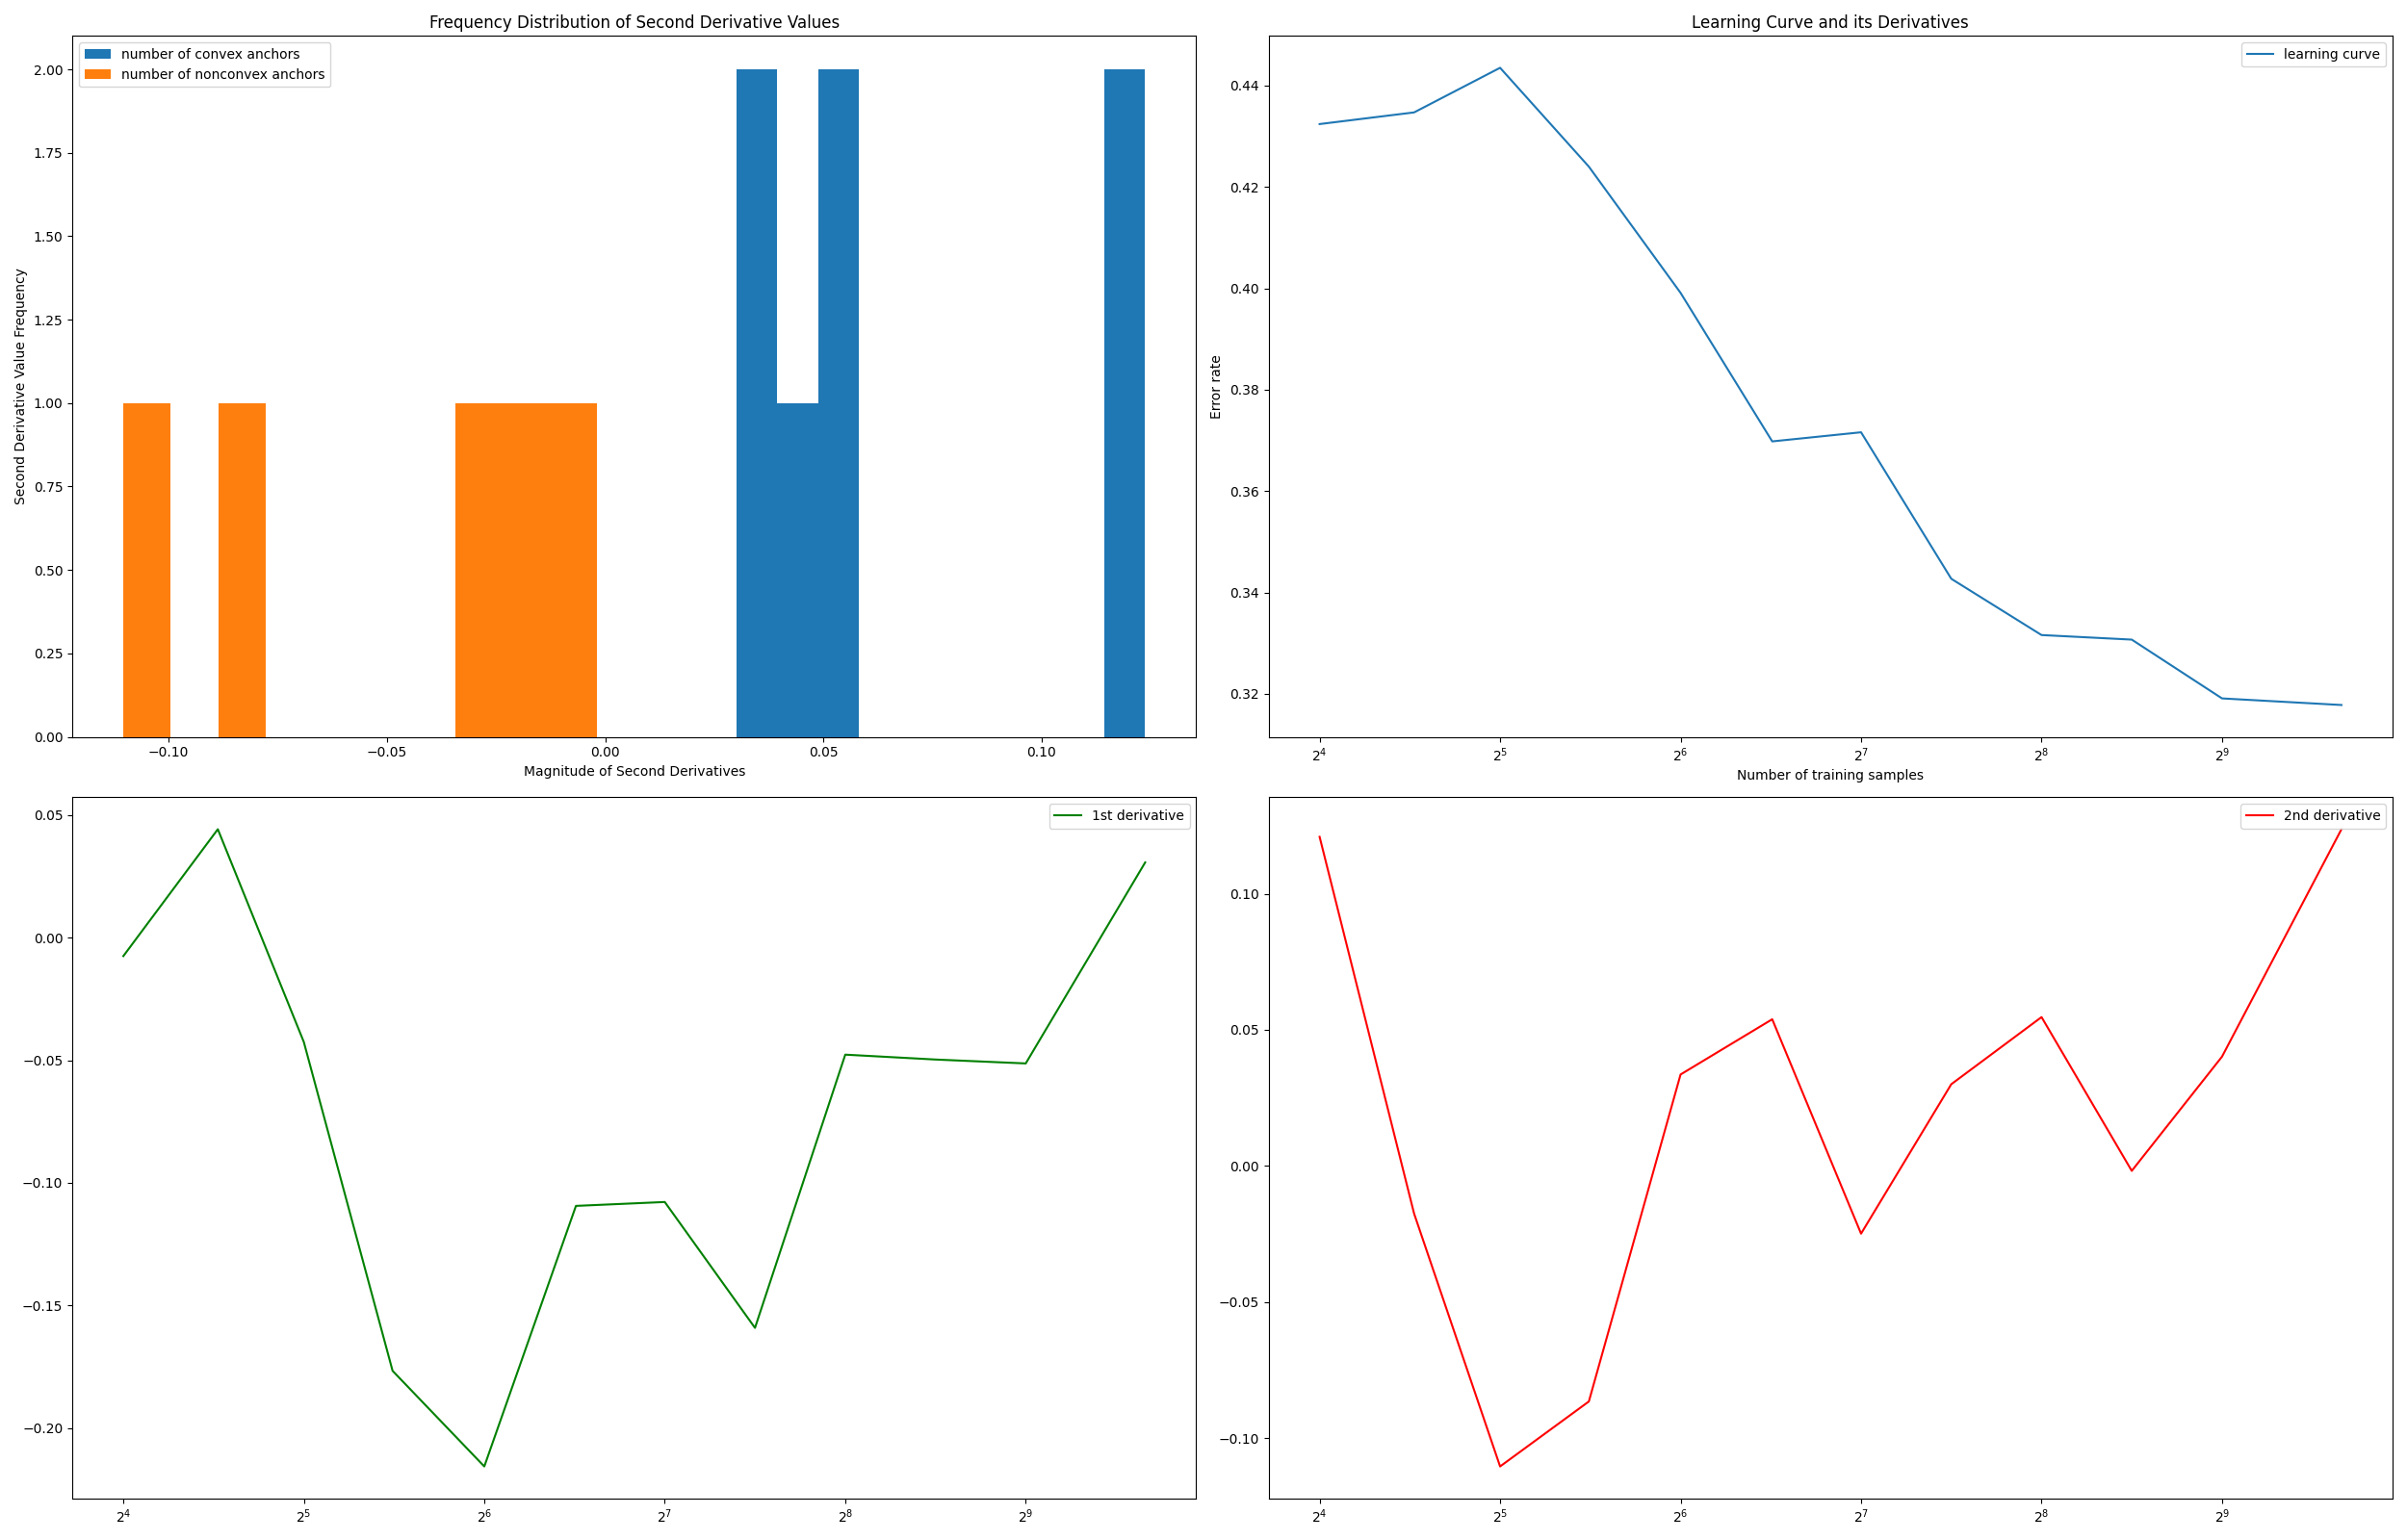 Frequency Distribution of Second Derivative Values
number of convex anchors
number of nonconvex anchors
2.00
1.75
1.50
1.25
1.00
0.75
0.50
0.25
0.00
Second Derivative Value Frequency
−0.10 −0.05 0.00 0.05 0.10
Magnitude of Second Derivatives
Learning Curve and its Derivatives
learning curve
0.44
0.42
0.40
0.38
0.36
0.34
0.32
Error rate
2⁴ 2⁵ 2⁶ 2⁷ 2⁸ 2⁹
Number of training samples
1st derivative
0.05
0.00
−0.05
−0.10
−0.15
−0.20
2⁴ 2⁵ 2⁶ 2⁷ 2⁸ 2⁹
2nd derivative
0.10
0.05
0.00
−0.05
−0.10
2⁴ 2⁵ 2⁶ 2⁷ 2⁸ 2⁹